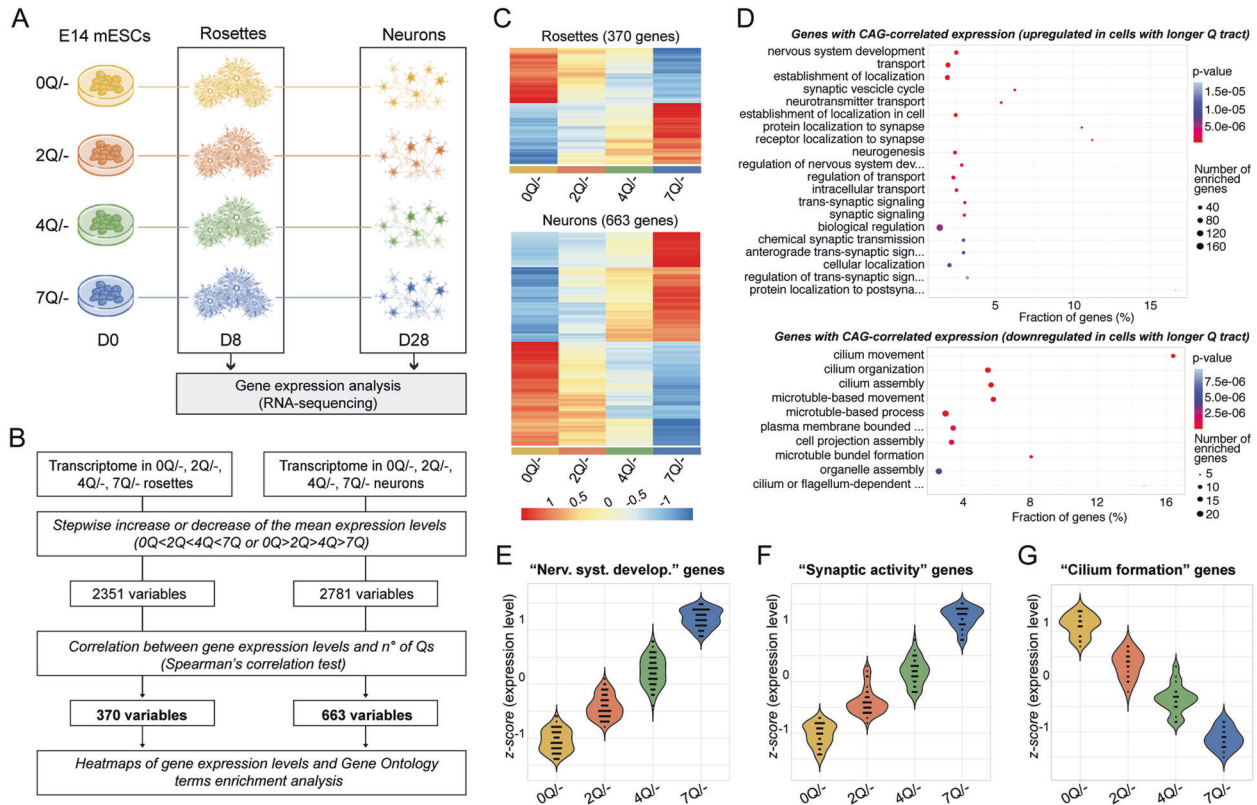 A
E14 mESCs
Rosettes
Neurons
0Q/-
2Q/-
4Q/-
7Q/-
D0
D8
D28
Gene expression analysis
(RNA-sequencing)
B
Transcriptome in 0Q/-, 2Q/-,
4Q/-, 7Q/- rosettes
Transcriptome in 0Q/-, 2Q/-,
4Q/-, 7Q/- neurons
Stepwise increase or decrease of the mean expression levels
(0Q<2Q<4Q<7Q or 0Q>2Q>4Q>7Q)
2351 variables
2781 variables
Correlation between gene expression levels and n° of Qs
(Spearman's correlation test)
370 variables
663 variables
Heatmaps of gene expression levels and Gene Ontology
terms enrichment analysis
C
Rosettes (370 genes)
0Q/- 2Q/- 4Q/- 7Q/-
Neurons (663 genes)
0Q/- 2Q/- 4Q/- 7Q/-
1 0.5 0 -0.5 -1
D
Genes with CAG-correlated expression (upregulated in cells with longer Q tract)
nervous system development
transport
establishment of localization
synaptic vescicle cycle
neurotransmitter transport
establishment of localization in cell
protein localization to synapse
receptor localization to synapse
neurogenesis
regulation of nervous system dev...
regulation of transport
intracellular transport
trans-synaptic signaling
synaptic signaling
biological regulation
chemical synaptic transmission
anterograde trans-synaptic sign...
cellular localization
regulation of trans-synaptic sign...
protein localization to postsyna...
5 10 15
Fraction of genes (%)
p-value
1.5e-05
1.0e-05
5.0e-06
Number of
enriched
genes
40
80
120
160
Genes with CAG-correlated expression (downregulated in cells with longer Q tract)
cilium movement
cilium organization
cilium assembly
microtuble-based movement
microtuble-based process
plasma membrane bounded ...
cell projection assembly
microtuble bundel formation
organelle assembly
cilium or flagellum-dependent ...
4 8 12 16
Fraction of genes (%)
p-value
7.5e-06
5.0e-06
2.5e-06
Number of
enriched
genes
5
10
15
20
E
"Nerv. syst. develop." genes
z-score (expression level)
1
0
-1
0Q/- 2Q/- 4Q/- 7Q/-
F
"Synaptic activity" genes
z-score (expression level)
1
0
-1
0Q/- 2Q/- 4Q/- 7Q/-
G
"Cilium formation" genes
z-score (expression level)
1
0
-1
0Q/- 2Q/- 4Q/- 7Q/-